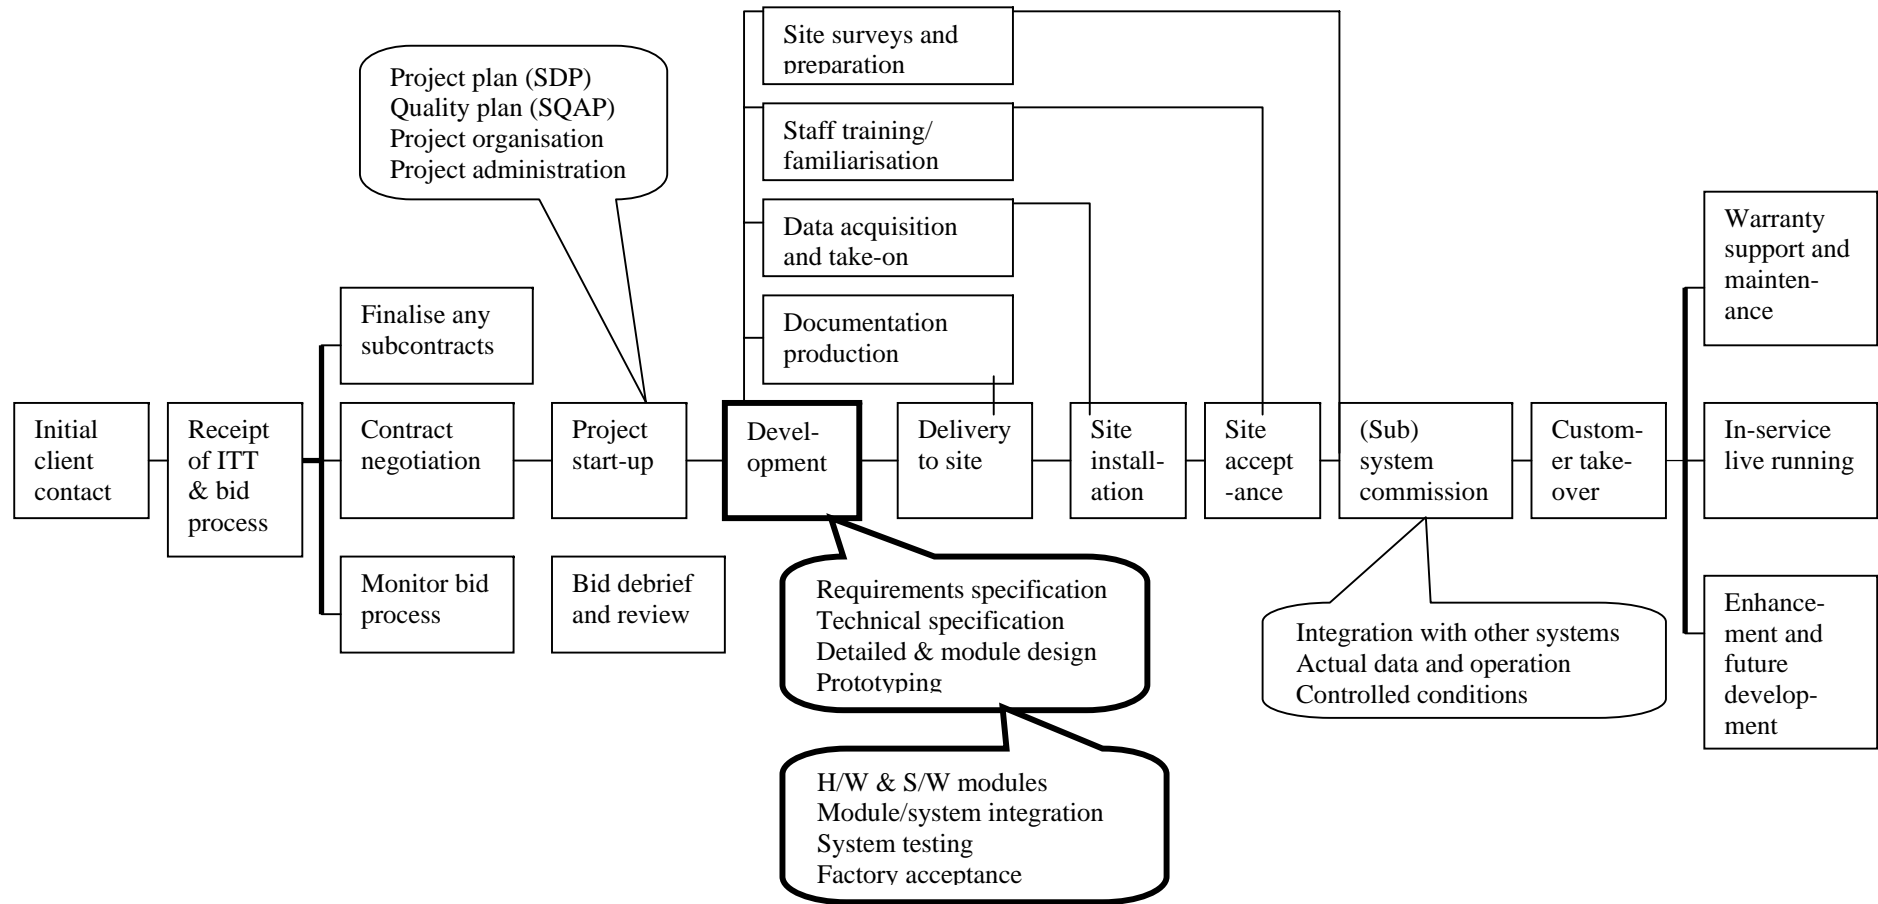 Site surveys and
preparation
Project plan (SDP)
Quality plan (SQAP)
Project organisation
Project administration
Staff training/
familiarisation
Data acquisition
and take-on
Documentation
production
Finalise any
subcontracts
Initial
client
contact
Receipt
of ITT
& bid
process
Contract
negotiation
Monitor bid
process
Project
start-up
Bid debrief
and review
Devel-
opment
Requirements specification
Technical specification
Detailed & module design
Prototyping
H/W & S/W modules
Module/system integration
System testing
Factory acceptance
Delivery
to site
Site
install-
ation
Site
accept
-ance
(Sub)
system
commission
Integration with other systems
Actual data and operation
Controlled conditions
Custom-
er take-
over
Warranty
support and
mainten-
ance
In-service
live running
Enhance-
ment and
future
develop-
ment